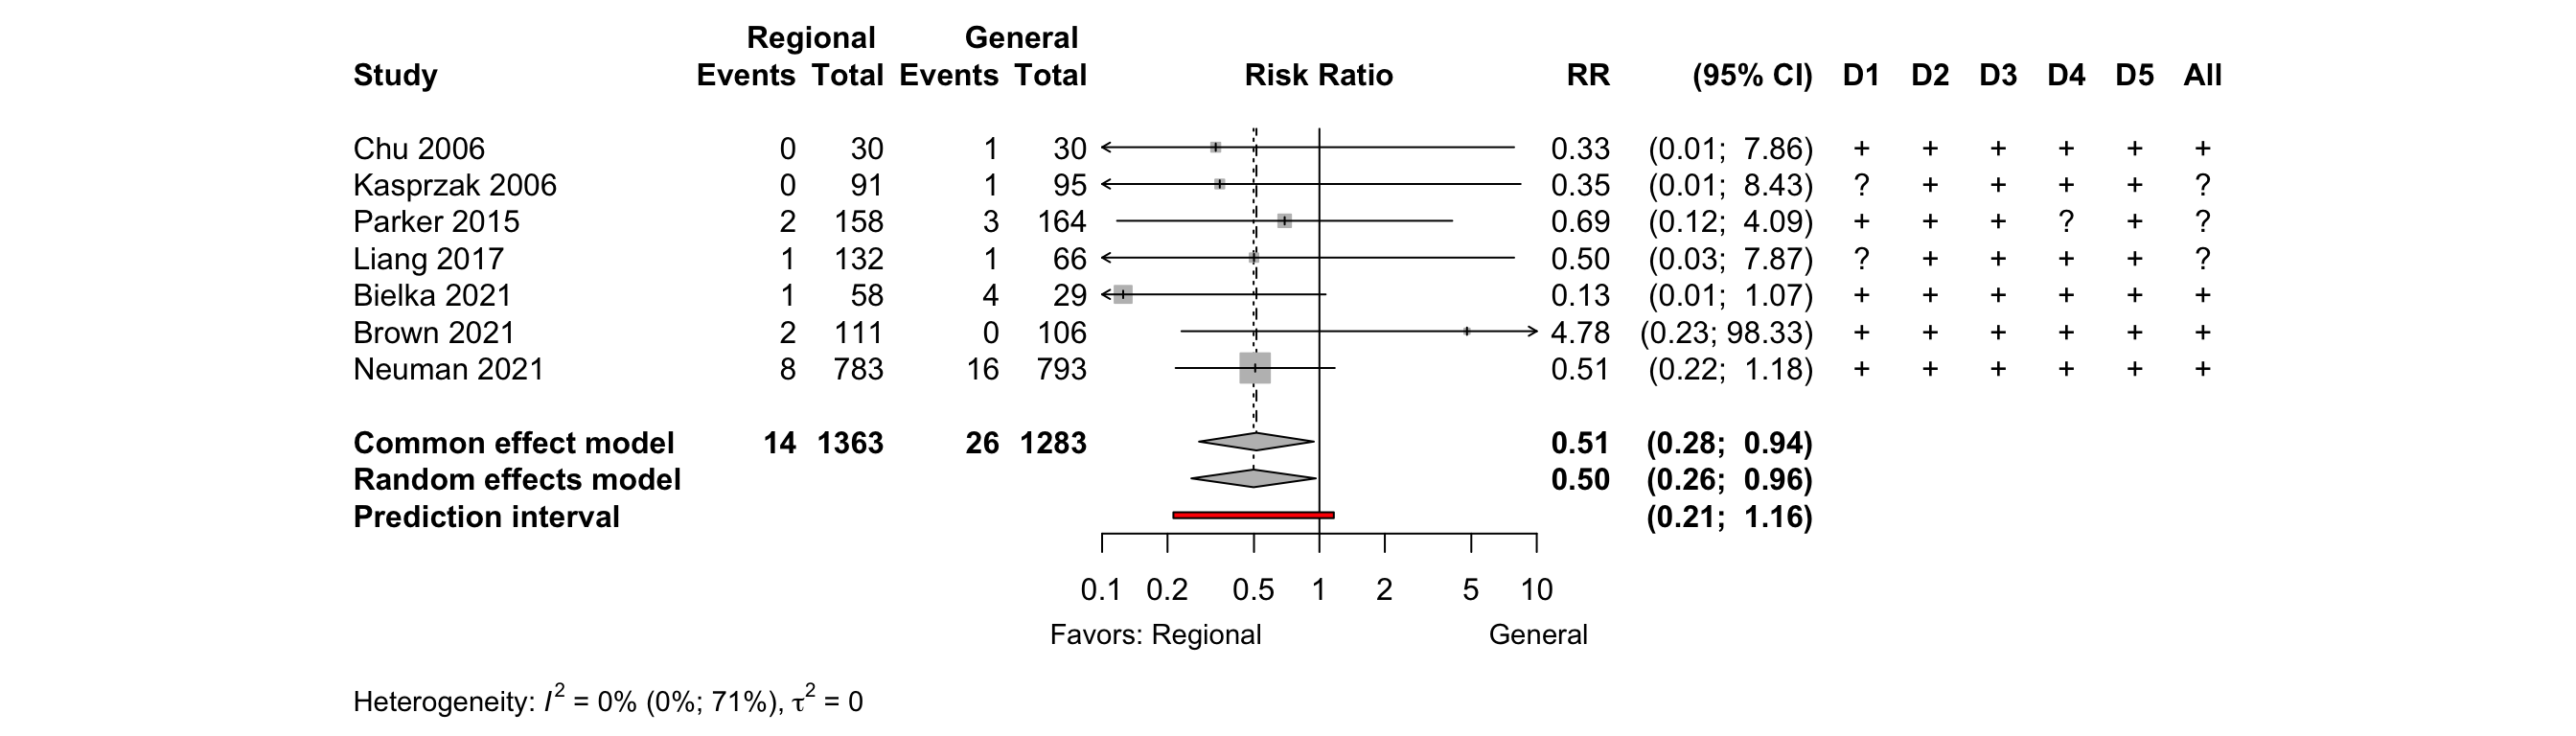 Regional General
Study Events Total Events Total Risk Ratio RR (95% CI) D1 D2 D3 D4 D5 All
Chu 2006 0 30 1 30 0.33 (0.01; 7.86) + + + + + +
Kasprzak 2006 0 91 1 95 0.35 (0.01; 8.43) ? + + + + ?
Parker 2015 2 158 3 164 0.69 (0.12; 4.09) + + + ? + ?
Liang 2017 1 132 1 66 0.50 (0.03; 7.87) ? + + + + ?
Bielka 2021 1 58 4 29 0.13 (0.01; 1.07) + + + + + +
Brown 2021 2 111 0 106 4.78 (0.23; 98.33) + + + + + +
Neuman 2021 8 783 16 793 0.51 (0.22; 1.18) + + + + + +
Common effect model 14 1363 26 1283 0.51 (0.28; 0.94)
Random effects model 0.50 (0.26; 0.96)
Prediction interval (0.21; 1.16)
0.1 0.2 0.5 1 2 5 10
Favors: Regional General
Heterogeneity: I² = 0% (0%; 71%), τ² = 0